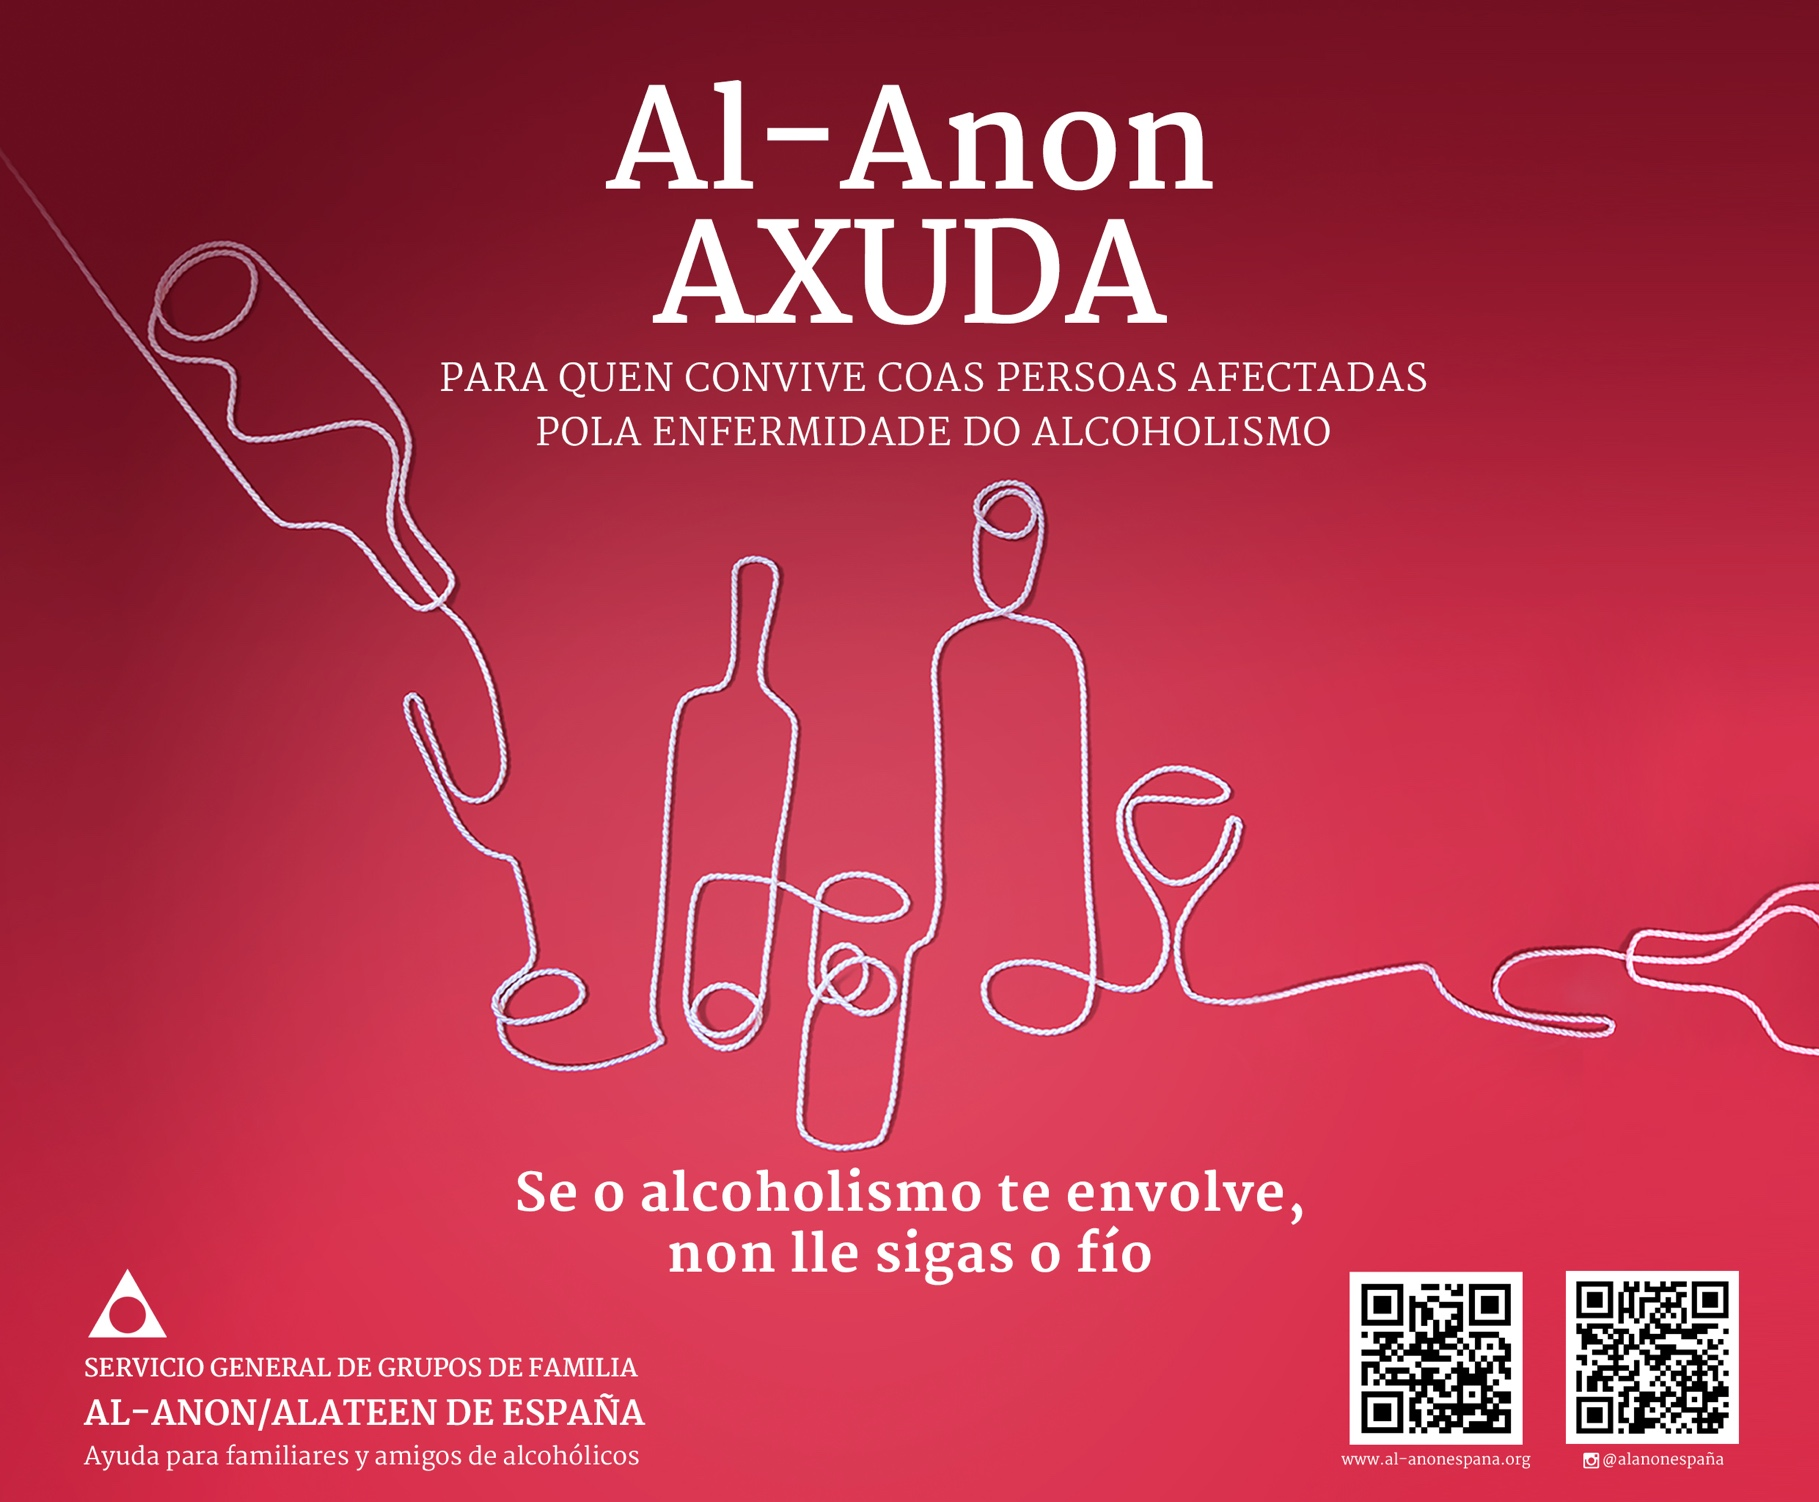 Al-Anon
AXUDA
PARA QUEN CONVIVE COAS PERSOAS AFECTADAS
POLA ENFERMIDADE DO ALCOHOLISMO
Se o alcoholismo te envolve,
non lle sigas o fío
SERVICIO GENERAL DE GRUPOS DE FAMILIA
AL-ANON/ALATEEN DE ESPAÑA
Ayuda para familiares y amigos de alcohólicos
www.al-anonespana.org
@alanonespaña